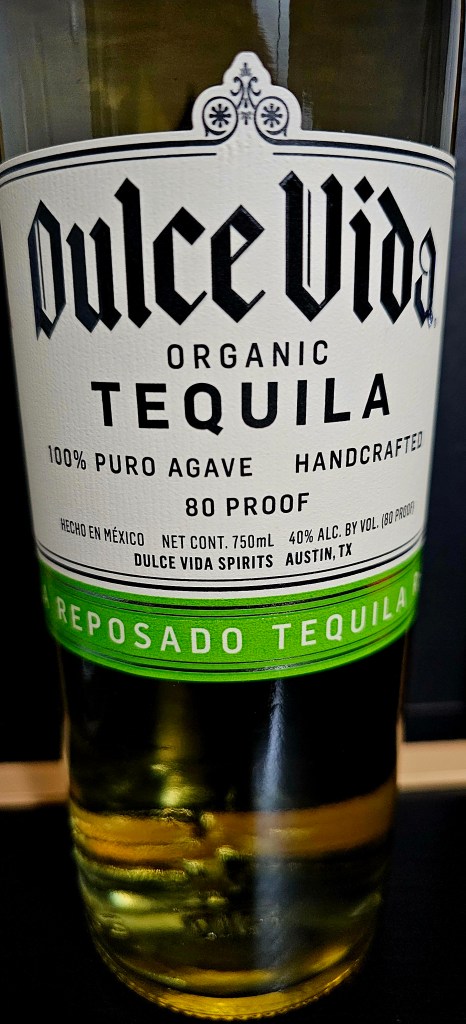 Dulce Vida
ORGANIC
TEQUILA
100% PURO AGAVE HANDCRAFTED
80 PROOF
HECHO EN MÉXICO NET CONT. 750mL 40% ALC. BY VOL. (80 PROOF)
DULCE VIDA SPIRITS AUSTIN, TX
A REPOSADO TEQUILA R